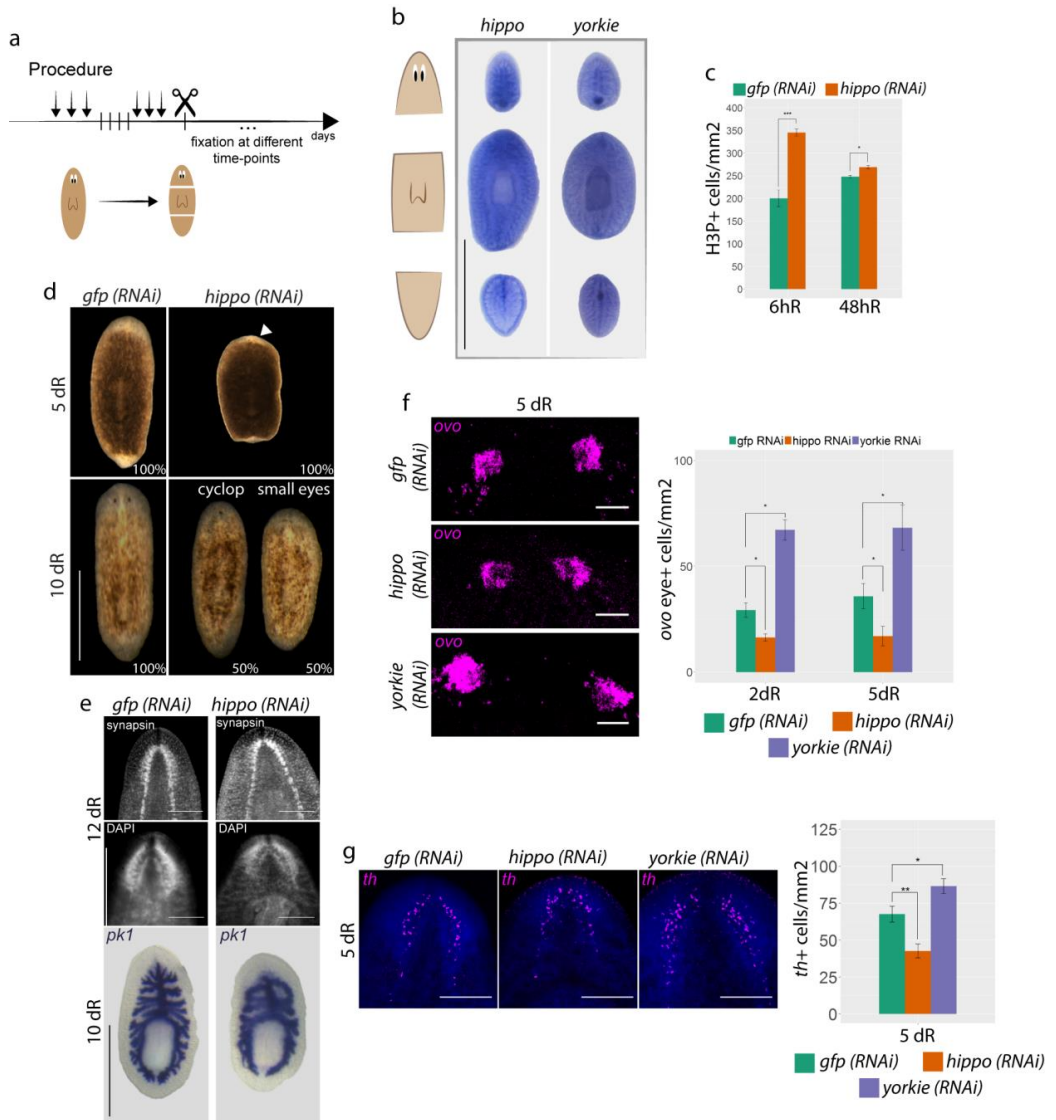 a
Procedure
...
days
fixation at different
time-points
b
hippo yorkie
c
gfp (RNAi) hippo (RNAi)
H3P+ cells/mm2
400
350
300
250
200
150
100
50
0
***
*
6hR 48hR
d
gfp (RNAi) hippo (RNAi)
5 dR
100% 100%
10 dR
cyclop small eyes
100% 50% 50%
e
gfp (RNAi) hippo (RNAi)
12 dR
synapsin
DAPI DAPI
10 dR
pk1 pk1
f
5 dR
gfp
(RNAi)
ovo
hippo
(RNAi)
ovo
yorkie
(RNAi)
ovo
gfp RNAi hippo RNAi yorkie RNAi
ovo eye+ cells/mm2
100
50
0
*
*
*
*
2dR 5dR
gfp (RNAi) hippo (RNAi)
yorkie (RNAi)
g
gfp (RNAi) hippo (RNAi) yorkie (RNAi)
5 dR
th th th
th+ cells/mm2
125
100
75
50
25
0
*
**
5 dR
gfp (RNAi) hippo (RNAi)
yorkie (RNAi)